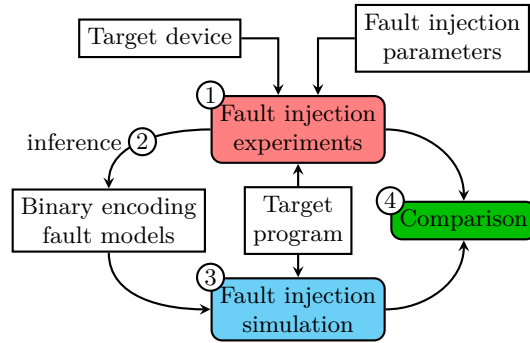 Target device
Fault injection
parameters
1
Fault injection
experiments
inference 2
Binary encoding
fault models
Target
program
4
Comparison
3
Fault injection
simulation